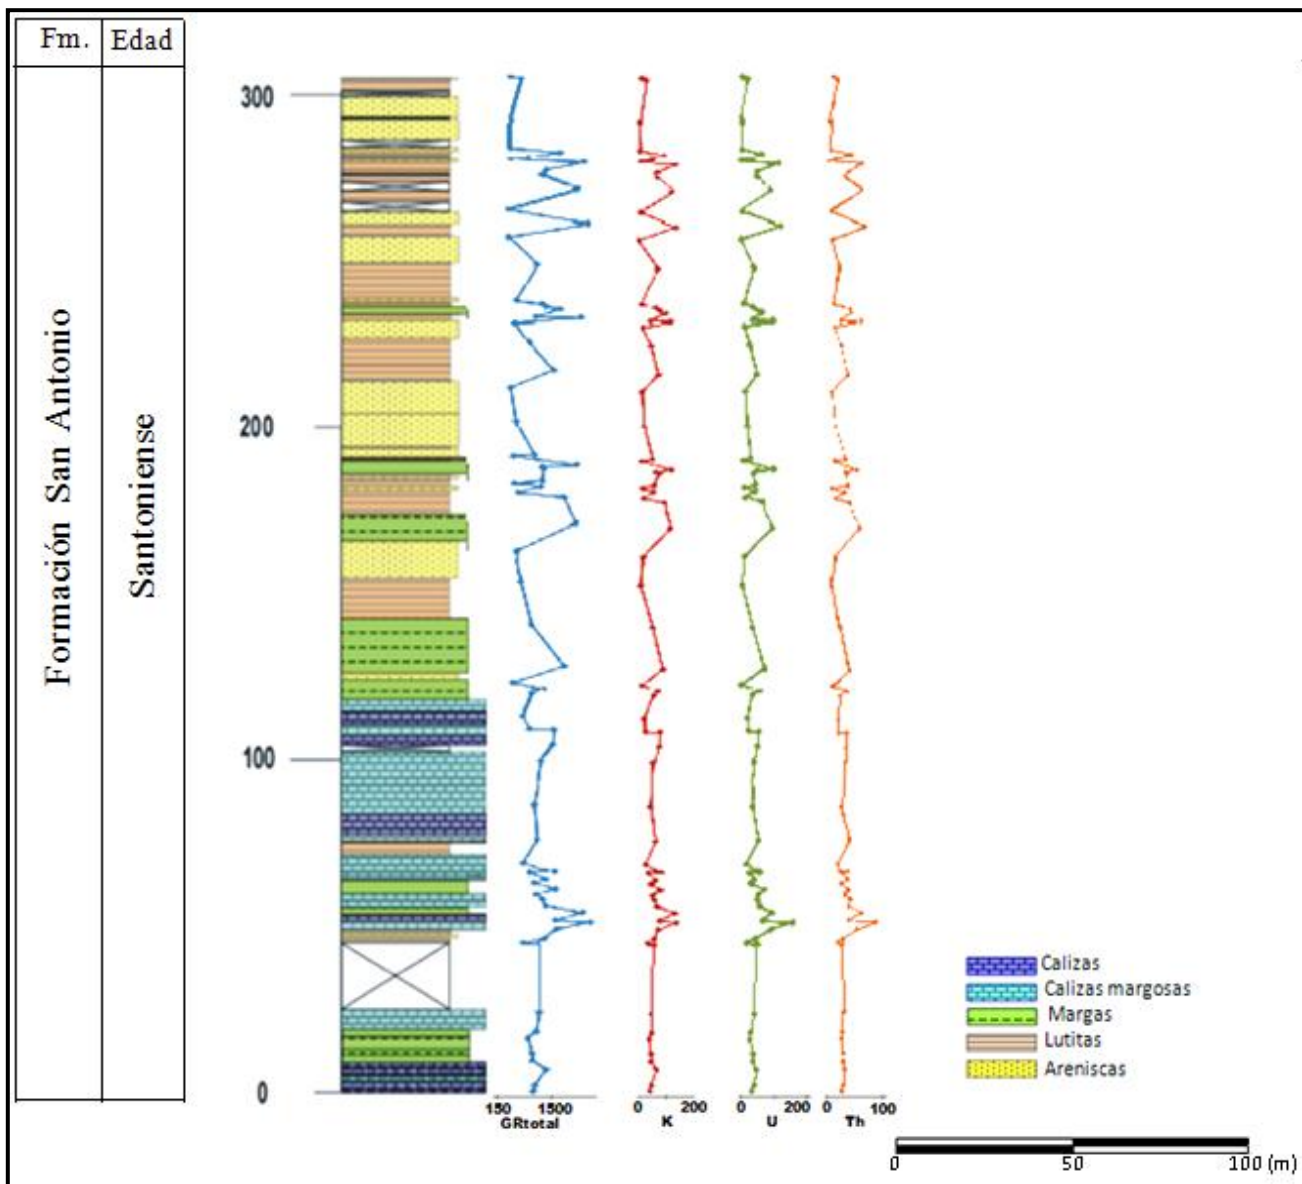 Fm. Edad
Formación San Antonio
Santoniense
300
200
100
0
150 1500
GRtotal
0 200
K
0 200
U
0 100
Th
Calizas
Calizas margosas
Margas
Lutitas
Areniscas
0 50 100 (m)